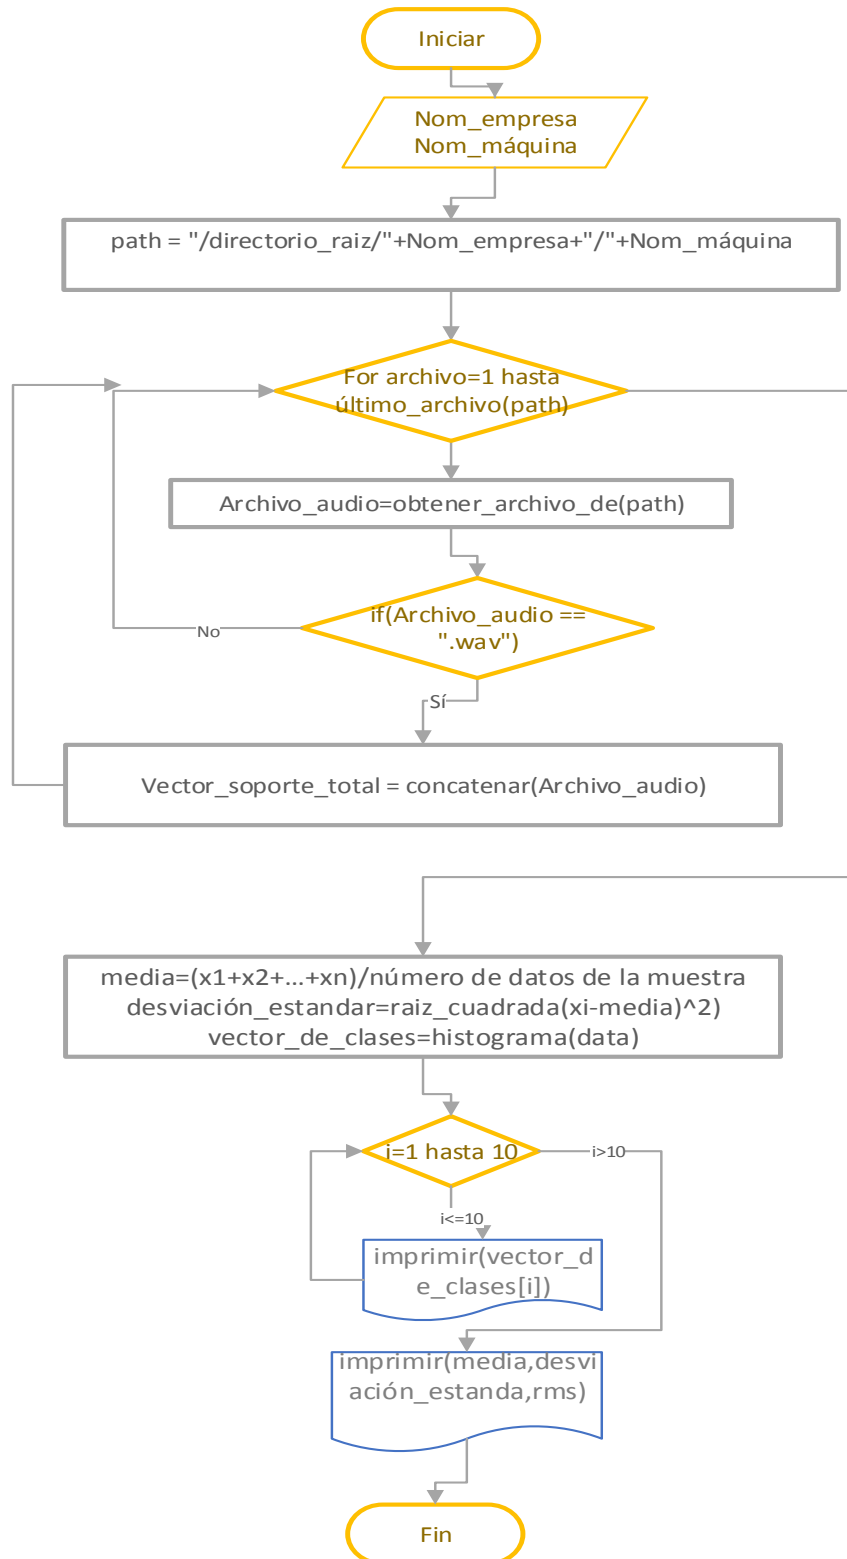 Iniciar
Nom_empresa
Nom_máquina
path = "/directorio_raiz/"+Nom_empresa+"/"+Nom_máquina
For archivo=1 hasta
último_archivo(path)
Archivo_audio=obtener_archivo_de(path)
if(Archivo_audio ==
".wav")
No
Sí
Vector_soporte_total = concatenar(Archivo_audio)
media=(x1+x2+...+xn)/número de datos de la muestra
desviación_estandar=raiz_cuadrada(xi-media)^2)
vector_de_clases=histograma(data)
i=1 hasta 10
i>10
i<=10
imprimir(vector_d
e_clases[i])
imprimir(media,desvi
ación_estanda,rms)
Fin